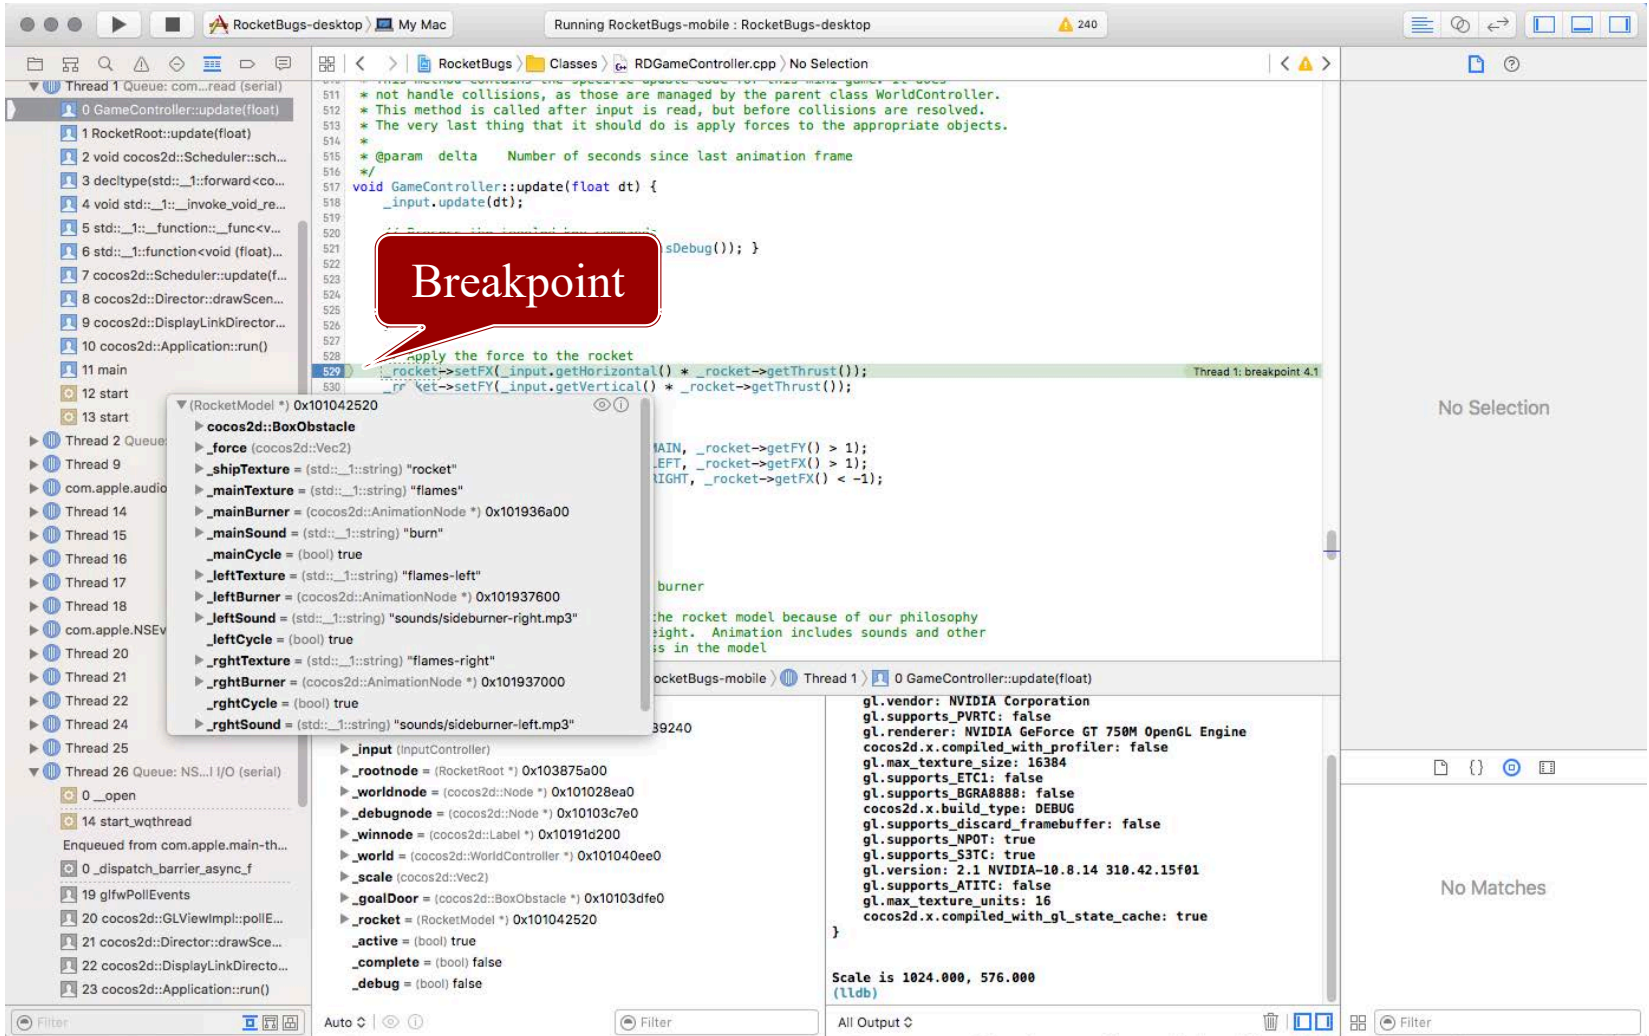 RocketBugs-desktop
My Mac
Running RocketBugs-mobile : RocketBugs-desktop
240
RocketBugs
Classes
RDGameController.cpp
No Selection
Thread 1 Queue: com...read (serial)
0 GameController::update(float)
1 RocketRoot::update(float)
2 void cocos2d::Scheduler::sch...
3 decltype(std::__1::forward<co...
4 void std::__1::__invoke_void_re...
5 std::__1::__function::__func<v...
6 std::__1::function<void (float)...
7 cocos2d::Scheduler::update(f...
8 cocos2d::Director::drawScen...
9 cocos2d::DisplayLinkDirector...
10 cocos2d::Application::run()
11 main
12 start
13 start
Thread 2 Queue:
Thread 9
com.apple.audio
Thread 14
Thread 15
Thread 16
Thread 17
Thread 18
com.apple.NSEv
Thread 20
Thread 21
Thread 22
Thread 24
Thread 25
Thread 26 Queue: NS...l I/O (serial)
0 __open
14 start_wqthread
Enqueued from com.apple.main-th...
0 _dispatch_barrier_async_f
19 glfwPollEvents
20 cocos2d::GLViewImpl::pollE...
21 cocos2d::Director::drawSce...
22 cocos2d::DisplayLinkDirecto...
23 cocos2d::Application::run()
Filter
511 * not handle collisions, as those are managed by the parent class WorldController.
512 * This method is called after input is read, but before collisions are resolved.
513 * The very last thing that it should do is apply forces to the appropriate objects.
514 *
515 * @param delta Number of seconds since last animation frame
516 */
517 void GameController::update(float dt) {
518 _input.update(dt);
519
520
521 sDebug()); }
522
523
524
525
526
527
528 Apply the force to the rocket
529 _rocket->setFX(_input.getHorizontal() * _rocket->getThrust());
Thread 1: breakpoint 4.1
530 ket->setFY(_input.getVertical() * _rocket->getThrust());
Breakpoint
MAIN, _rocket->getFY() > 1);
LEFT, _rocket->getFX() > 1);
RIGHT, _rocket->getFX() < -1);
burner
the rocket model because of our philosophy
eight. Animation includes sounds and other
ss in the model
(RocketModel *) 0x101042520
cocos2d::BoxObstacle
_force (cocos2d::Vec2)
_shipTexture = (std::__1::string) "rocket"
_mainTexture = (std::__1::string) "flames"
_mainBurner = (cocos2d::AnimationNode *) 0x101936a00
_mainSound = (std::__1::string) "burn"
_mainCycle = (bool) true
_leftTexture = (std::__1::string) "flames-left"
_leftBurner = (cocos2d::AnimationNode *) 0x101937600
_leftSound = (std::__1::string) "sounds/sideburner-right.mp3"
_leftCycle = (bool) true
_rghtTexture = (std::__1::string) "flames-right"
_rghtBurner = (cocos2d::AnimationNode *) 0x101937000
_rghtCycle = (bool) true
_rghtSound = (std::__1::string) "sounds/sideburner-left.mp3"
ocketBugs-mobile
Thread 1
0 GameController::update(float)
39240
_input (InputController)
_rootnode = (RocketRoot *) 0x103875a00
_worldnode = (cocos2d::Node *) 0x101028ea0
_debugnode = (cocos2d::Node *) 0x10103c7e0
_winnode = (cocos2d::Label *) 0x10191d200
_world = (cocos2d::WorldController *) 0x101040ee0
_scale (cocos2d::Vec2)
_goalDoor = (cocos2d::BoxObstacle *) 0x10103dfe0
_rocket = (RocketModel *) 0x101042520
_active = (bool) true
_complete = (bool) false
_debug = (bool) false
Auto
Filter
gl.vendor: NVIDIA Corporation
gl.supports_PVRTC: false
gl.renderer: NVIDIA GeForce GT 750M OpenGL Engine
cocos2d.x.compiled_with_profiler: false
gl.max_texture_size: 16384
gl.supports_ETC1: false
gl.supports_BGRA8888: false
cocos2d.x.build_type: DEBUG
gl.supports_discard_framebuffer: false
gl.supports_NPOT: true
gl.supports_S3TC: true
gl.version: 2.1 NVIDIA-10.8.14 310.42.15f01
gl.supports_ATITC: false
gl.max_texture_units: 16
cocos2d.x.compiled_with_gl_state_cache: true
}
Scale is 1024.000, 576.000
(lldb)
All Output
No Selection
No Matches
Filter